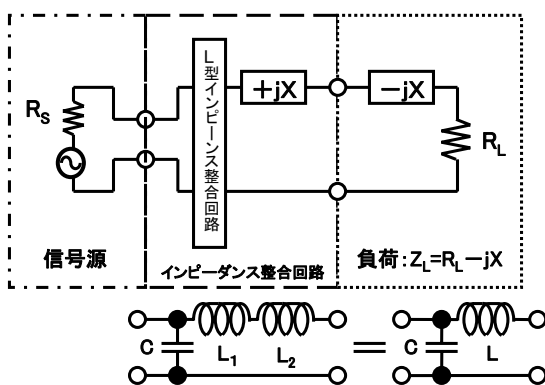 R_S
L型インピーンス整合回路
+jX
−jX
R_L
信号源
インピーダンス整合回路
負荷:Z_L=R_L−jX
C
L_1
L_2
C
L